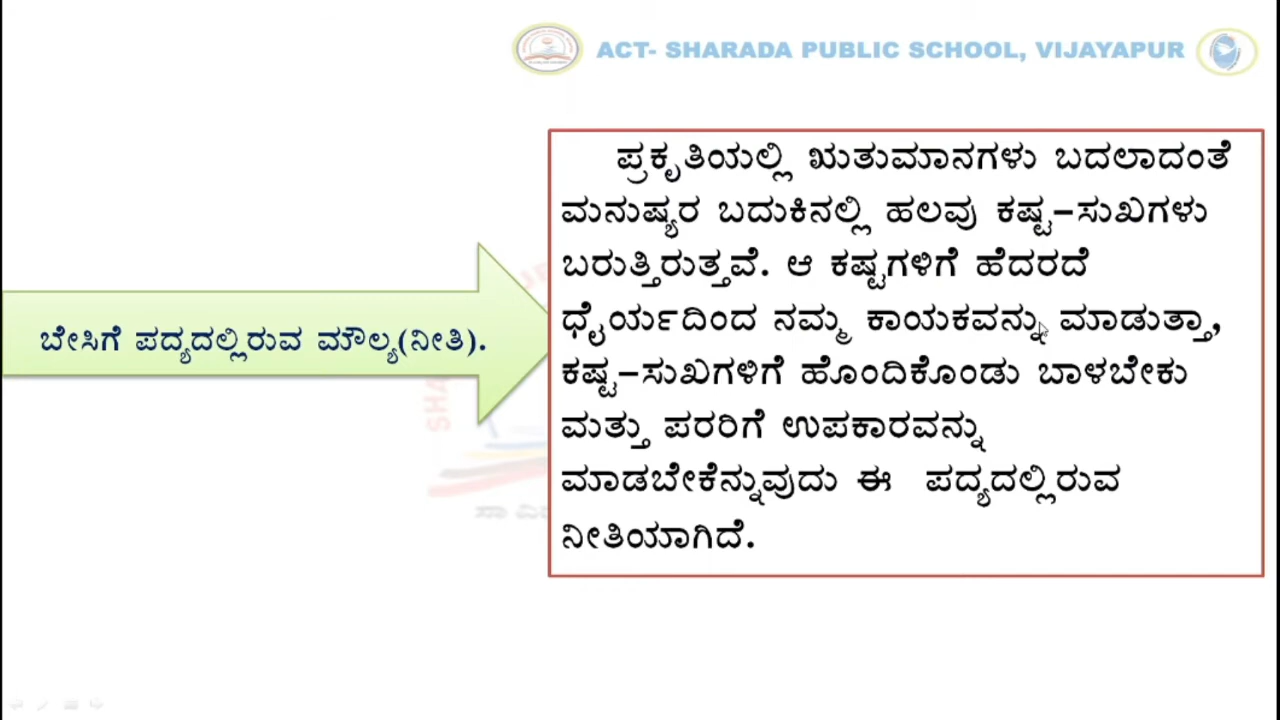 ACT- SHARADA PUBLIC SCHOOL, VIJAYAPUR
ಬೇಸಿಗೆ ಪದ್ಯದಲ್ಲಿರುವ ಮೌಲ್ಯ(ನೀತಿ).
ಪ್ರಕೃತಿಯಲ್ಲಿ ಋತುಮಾನಗಳು ಬದಲಾದಂತೆ
ಮನುಷ್ಯರ ಬದುಕಿನಲ್ಲಿ ಹಲವು ಕಷ್ಟ-ಸುಖಗಳು
ಬರುತ್ತಿರುತ್ತವೆ. ಆ ಕಷ್ಟಗಳಿಗೆ ಹೆದರದೆ
ಧೈರ್ಯದಿಂದ ನಮ್ಮ ಕಾಯಕವನ್ನು ಮಾಡುತ್ತಾ,
ಕಷ್ಟ-ಸುಖಗಳಿಗೆ ಹೊಂದಿಕೊಂಡು ಬಾಳಬೇಕು
ಮತ್ತು ಪರರಿಗೆ ಉಪಕಾರವನ್ನು
ಮಾಡಬೇಕೆನ್ನುವುದು ಈ ಪದ್ಯದಲ್ಲಿರುವ
ನೀತಿಯಾಗಿದೆ.